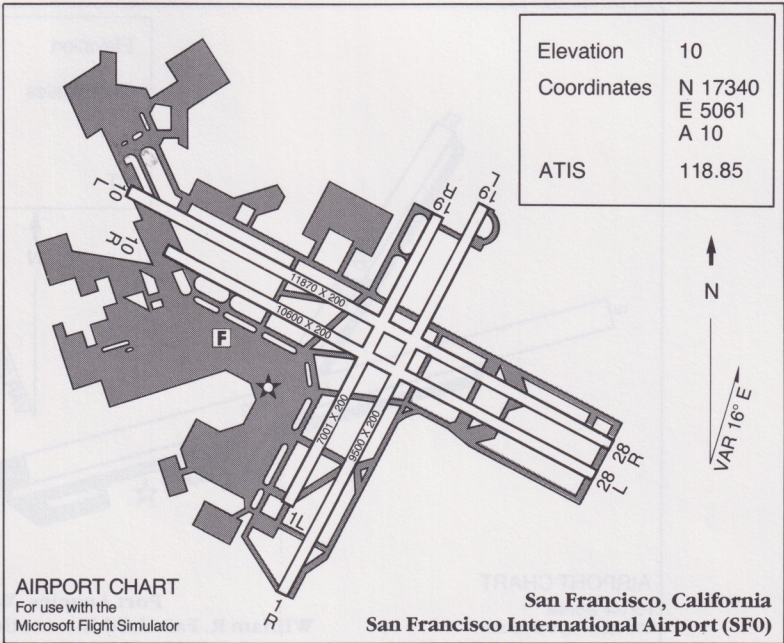 Elevation 10
Coordinates N 17340
E 5061
A 10
ATIS 118.85
N
VAR 16° E
10 L
10 R
19 R
19 L
11870 X 200
10600 X 200
F
7001 X 200
9500 X 200
28 R
28 L
1L
1 R
AIRPORT CHART
For use with the
Microsoft Flight Simulator
San Francisco, California
San Francisco International Airport (SF0)